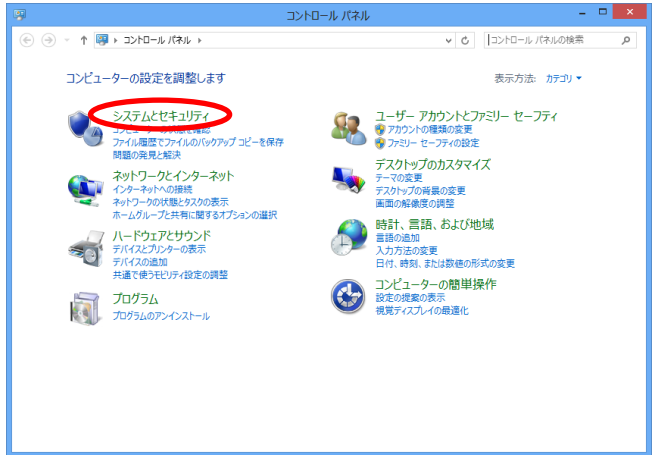 コントロール パネル
コントロール パネル
コントロール パネルの検索
コンピューターの設定を調整します
表示方法: カテゴリ
システムとセキュリティ
コンピューターの状態を確認
ファイル履歴でファイルのバックアップ コピーを保存
問題の発見と解決
ネットワークとインターネット
インターネットへの接続
ネットワークの状態とタスクの表示
ホームグループと共有に関するオプションの選択
ハードウェアとサウンド
デバイスとプリンターの表示
デバイスの追加
共通で使うモビリティ設定の調整
プログラム
プログラムのアンインストール
ユーザー アカウントとファミリー セーフティ
アカウントの種類の変更
ファミリー セーフティの設定
デスクトップのカスタマイズ
テーマの変更
デスクトップの背景の変更
画面の解像度の調整
時計、言語、および地域
言語の追加
入力方法の変更
日付、時刻、または数値の形式の変更
コンピューターの簡単操作
設定の提案の表示
視覚ディスプレイの最適化